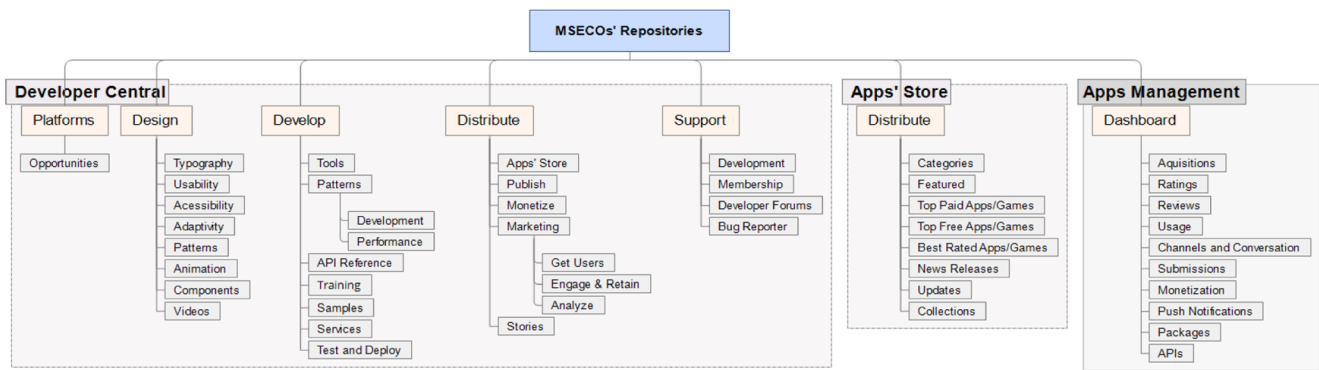 MSECOs' Repositories
Developer Central
Platforms
Opportunities
Design
Typography
Usability
Acessibility
Adaptivity
Patterns
Animation
Components
Videos
Develop
Tools
Patterns
Development
Performance
API Reference
Training
Samples
Services
Test and Deploy
Distribute
Apps' Store
Publish
Monetize
Marketing
Get Users
Engage & Retain
Analyze
Stories
Support
Development
Membership
Developer Forums
Bug Reporter
Apps' Store
Distribute
Categories
Featured
Top Paid Apps/Games
Top Free Apps/Games
Best Rated Apps/Games
News Releases
Updates
Collections
Apps Management
Dashboard
Aquisitions
Ratings
Reviews
Usage
Channels and Conversation
Submissions
Monetization
Push Notifications
Packages
APIs